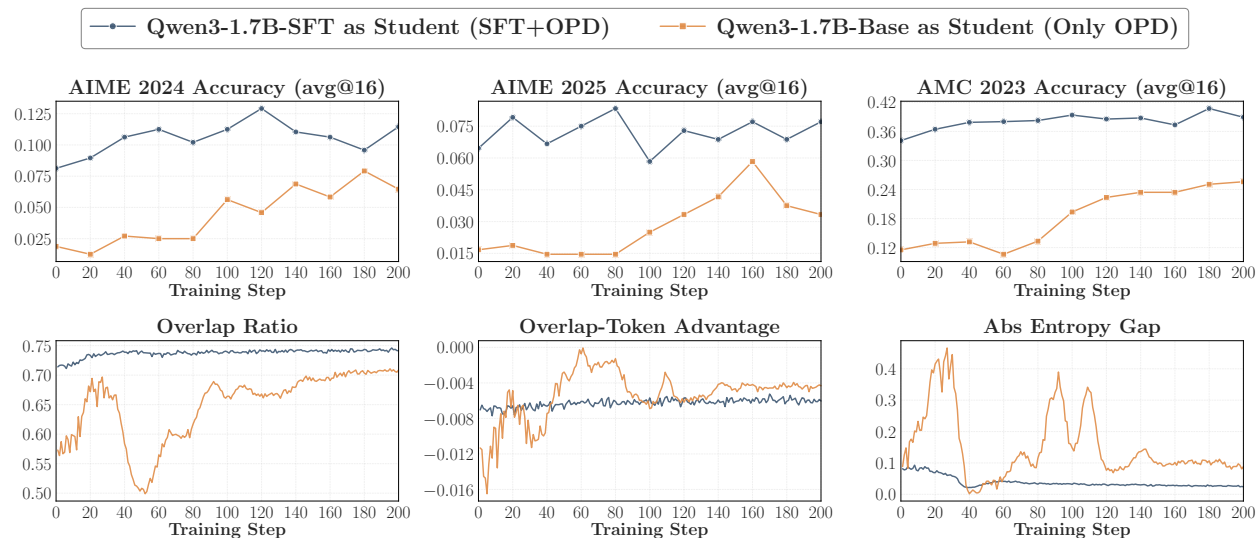 Qwen3-1.7B-SFT as Student (SFT+OPD) Qwen3-1.7B-Base as Student (Only OPD)
AIME 2024 Accuracy (avg@16)
0.125
0.100
0.075
0.050
0.025
0 20 40 60 80 100 120 140 160 180 200
Training Step
AIME 2025 Accuracy (avg@16)
0.075
0.060
0.045
0.030
0.015
0 20 40 60 80 100 120 140 160 180 200
Training Step
AMC 2023 Accuracy (avg@16)
0.42
0.36
0.30
0.24
0.18
0.12
0 20 40 60 80 100 120 140 160 180 200
Training Step
Overlap Ratio
0.75
0.70
0.65
0.60
0.55
0.50
0 20 40 60 80 100 120 140 160 180 200
Training Step
Overlap-Token Advantage
0.000
−0.004
−0.008
−0.012
−0.016
0 20 40 60 80 100 120 140 160 180 200
Training Step
Abs Entropy Gap
0.4
0.3
0.2
0.1
0.0
0 20 40 60 80 100 120 140 160 180 200
Training Step